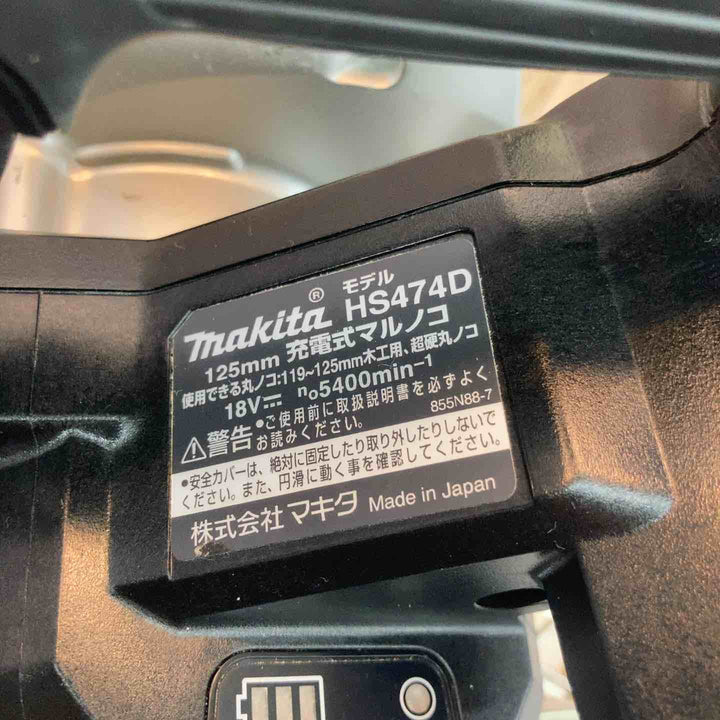 モデル
makita® HS474D
125mm 充電式マルノコ
使用できる丸ノコ:119~125mm木工用、超硬丸ノコ
18V⎓ n₀5400min⁻¹
855N88-7
⚠警告 •ご使用前に取扱説明書を必ずよく
お読みください。
•安全カバーは、絶対に固定したり取り外したりしないで
ください。また、円滑に動く事を確認してください。
株式会社 マキタ Made in Japan